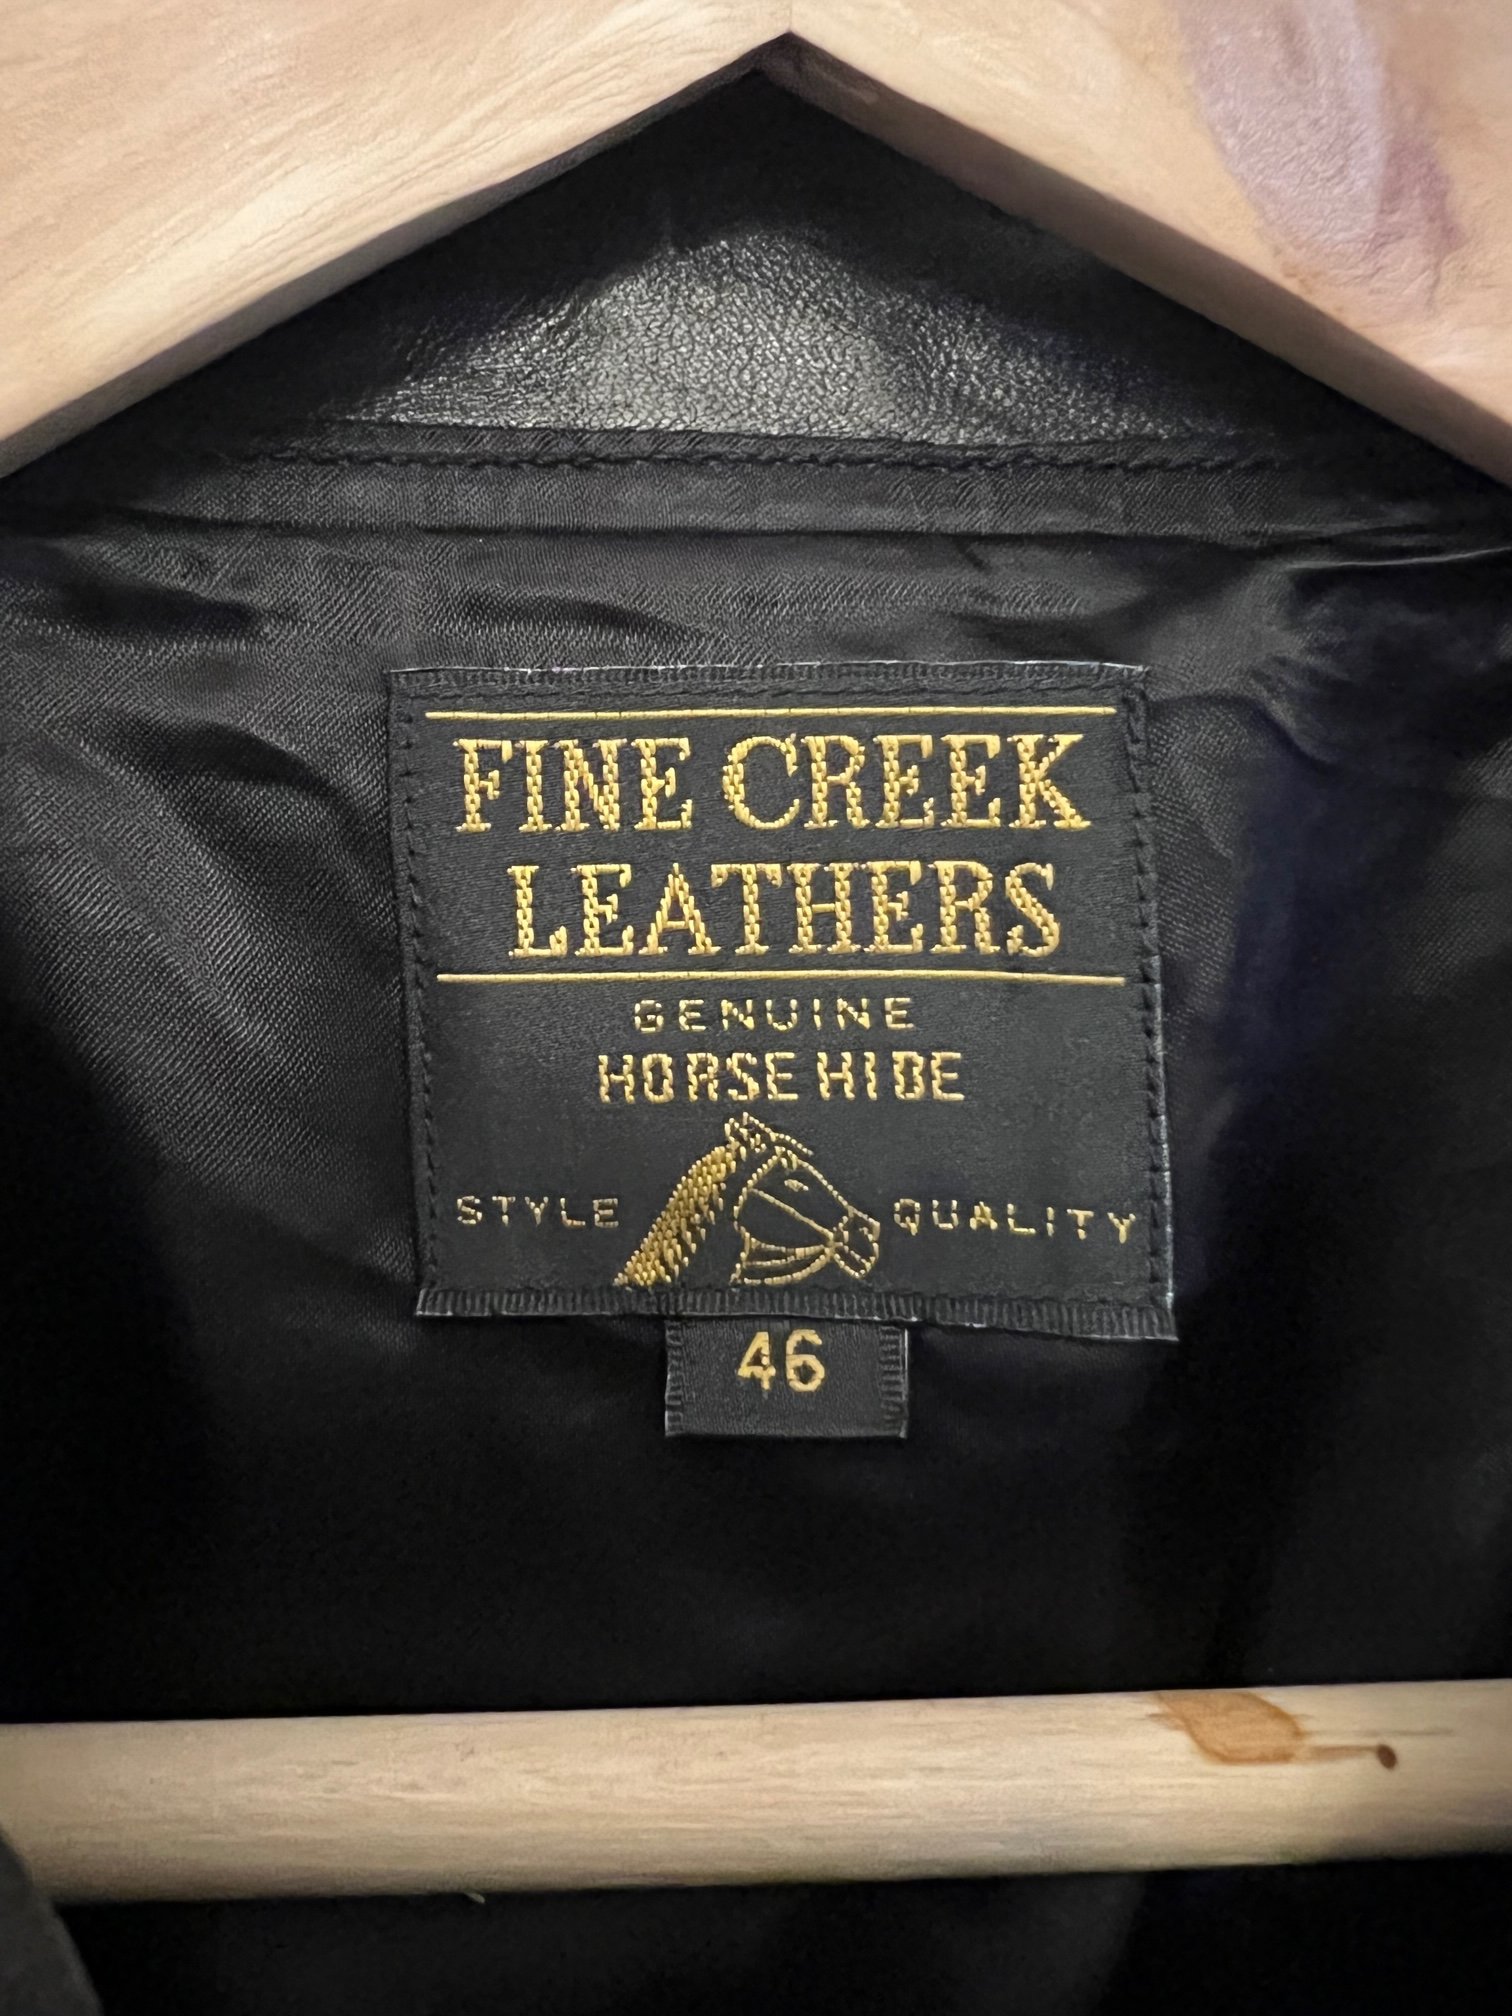 FINE CREEK
LEATHERS
GENUINE
HORSE HIDE
STYLE QUALITY
46